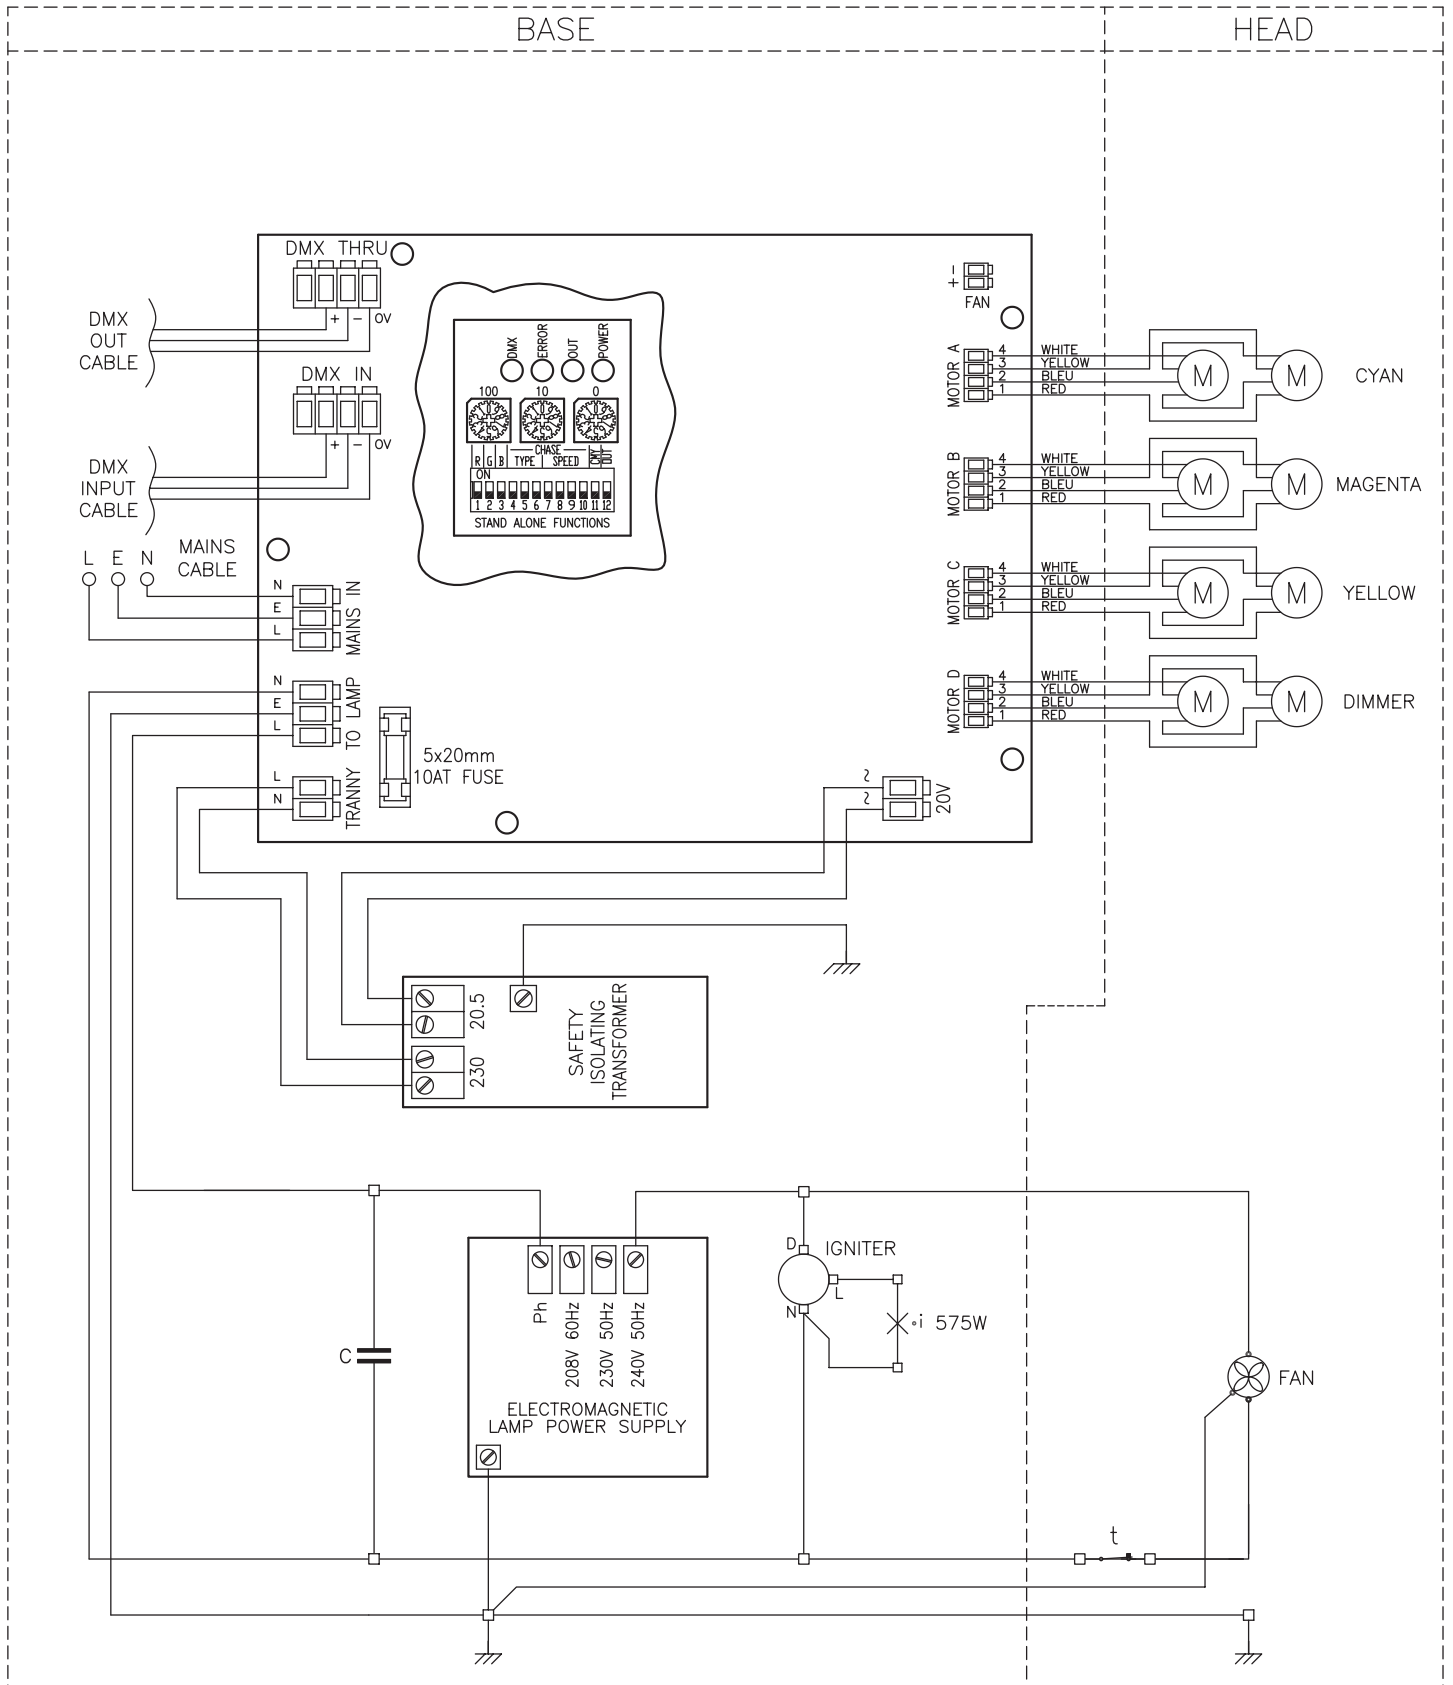 BASE
HEAD
DMX THRU
+ − 0V
DMX
OUT
CABLE
DMX IN
+ − 0V
DMX
INPUT
CABLE
L E N
MAINS
CABLE
N
E
L
MAINS IN
N
E
L
TO LAMP
L
N
TRANNY
5x20mm
10AT FUSE
DMX
ERROR
OUT
POWER
100 10 0
CHASE
R G B TYPE SPEED CMY OUT
ON
1 2 3 4 5 6 7 8 9 10 11 12
STAND ALONE FUNCTIONS
+ −
FAN
MOTOR A
4 WHITE
3 YELLOW
2 BLEU
1 RED
M M CYAN
MOTOR B
4 WHITE
3 YELLOW
2 BLEU
1 RED
M M MAGENTA
MOTOR C
4 WHITE
3 YELLOW
2 BLEU
1 RED
M M YELLOW
MOTOR D
4 WHITE
3 YELLOW
2 BLEU
1 RED
M M DIMMER
~
~
20V
20.5
230
SAFETY
ISOLATING
TRANSFORMER
C
Ph
208V 60Hz
230V 50Hz
240V 50Hz
ELECTROMAGNETIC
LAMP POWER SUPPLY
D
IGNITER
L
N
i 575W
FAN
t